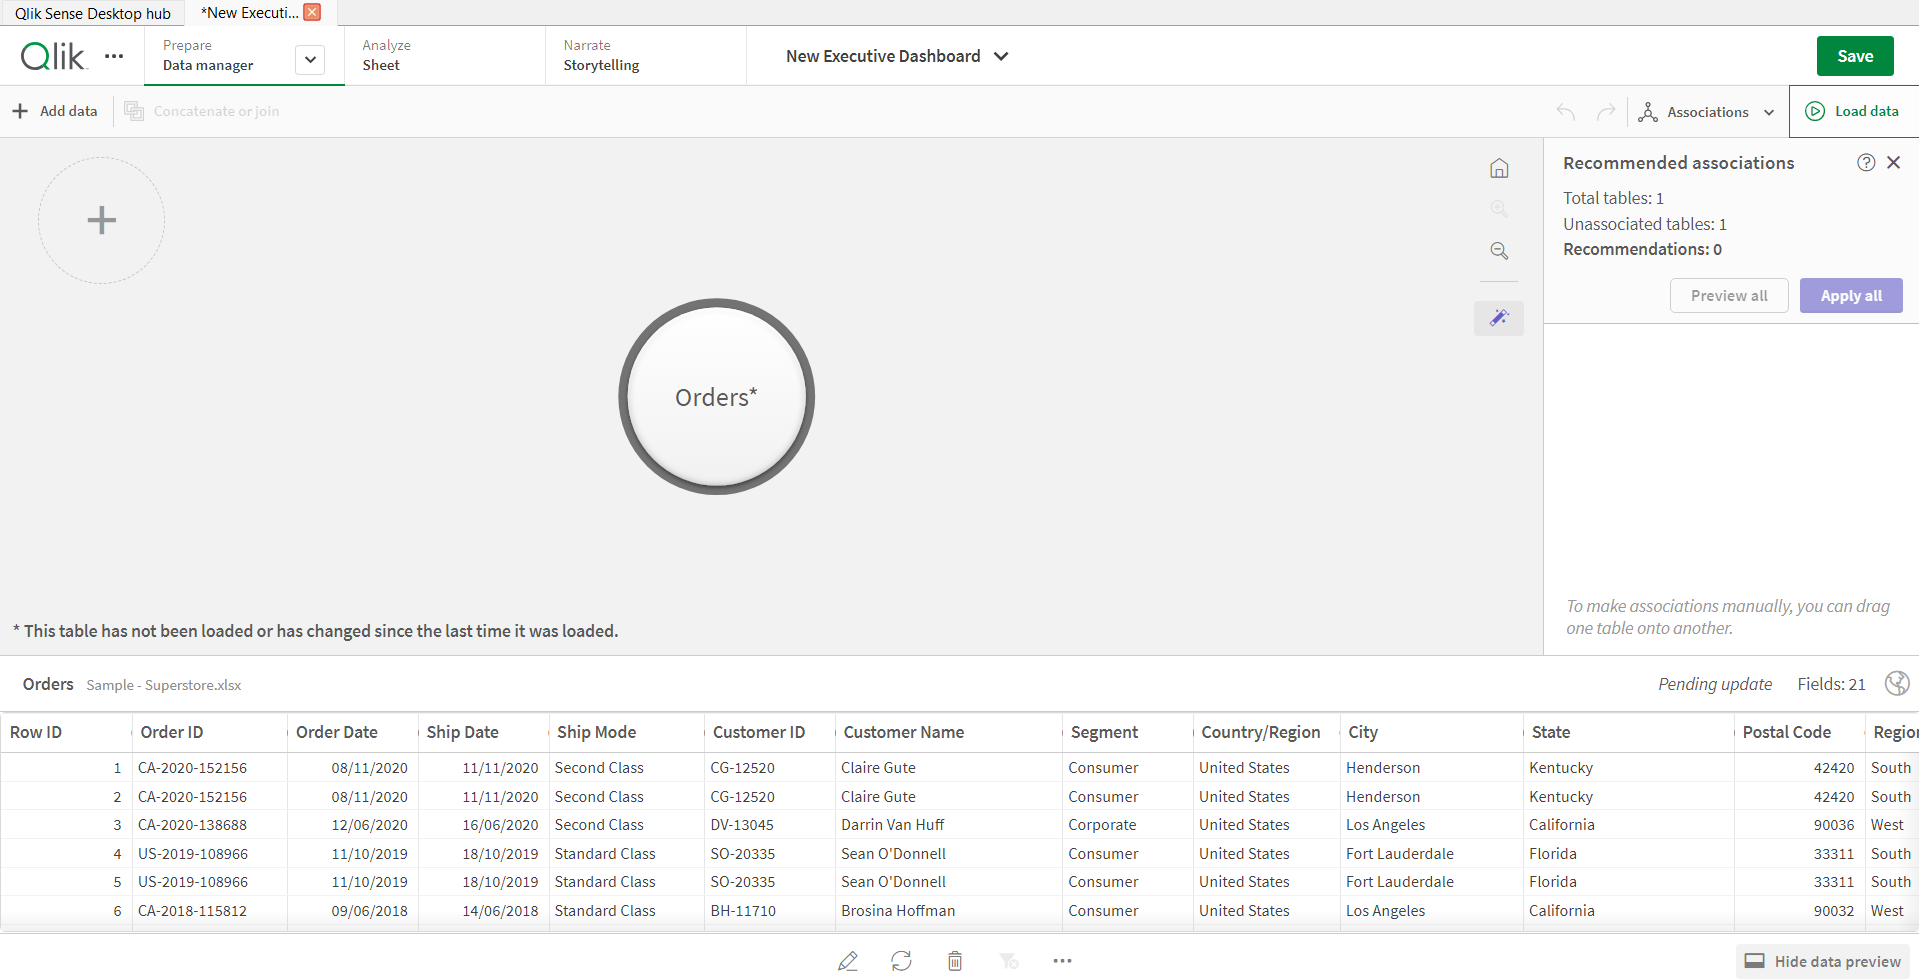 Qlik Sense Desktop hub
*New Executi...
Qlik
Prepare
Data manager
Analyze
Sheet
Narrate
Storytelling
New Executive Dashboard
Save
Add data
Concatenate or join
Associations
Load data
Recommended associations
Total tables: 1
Unassociated tables: 1
Recommendations: 0
Preview all
Apply all
Orders*
To make associations manually, you can drag
one table onto another.
* This table has not been loaded or has changed since the last time it was loaded.
Orders Sample - Superstore.xlsx Pending update Fields: 21
Row ID Order ID Order Date Ship Date Ship Mode Customer ID Customer Name Segment Country/Region City State Postal Code Region
1 CA-2020-152156 08/11/2020 11/11/2020 Second Class CG-12520 Claire Gute Consumer United States Henderson Kentucky 42420 South
2 CA-2020-152156 08/11/2020 11/11/2020 Second Class CG-12520 Claire Gute Consumer United States Henderson Kentucky 42420 South
3 CA-2020-138688 12/06/2020 16/06/2020 Second Class DV-13045 Darrin Van Huff Corporate United States Los Angeles California 90036 West
4 US-2019-108966 11/10/2019 18/10/2019 Standard Class SO-20335 Sean O'Donnell Consumer United States Fort Lauderdale Florida 33311 South
5 US-2019-108966 11/10/2019 18/10/2019 Standard Class SO-20335 Sean O'Donnell Consumer United States Fort Lauderdale Florida 33311 South
6 CA-2018-115812 09/06/2018 14/06/2018 Standard Class BH-11710 Brosina Hoffman Consumer United States Los Angeles California 90032 West
Hide data preview